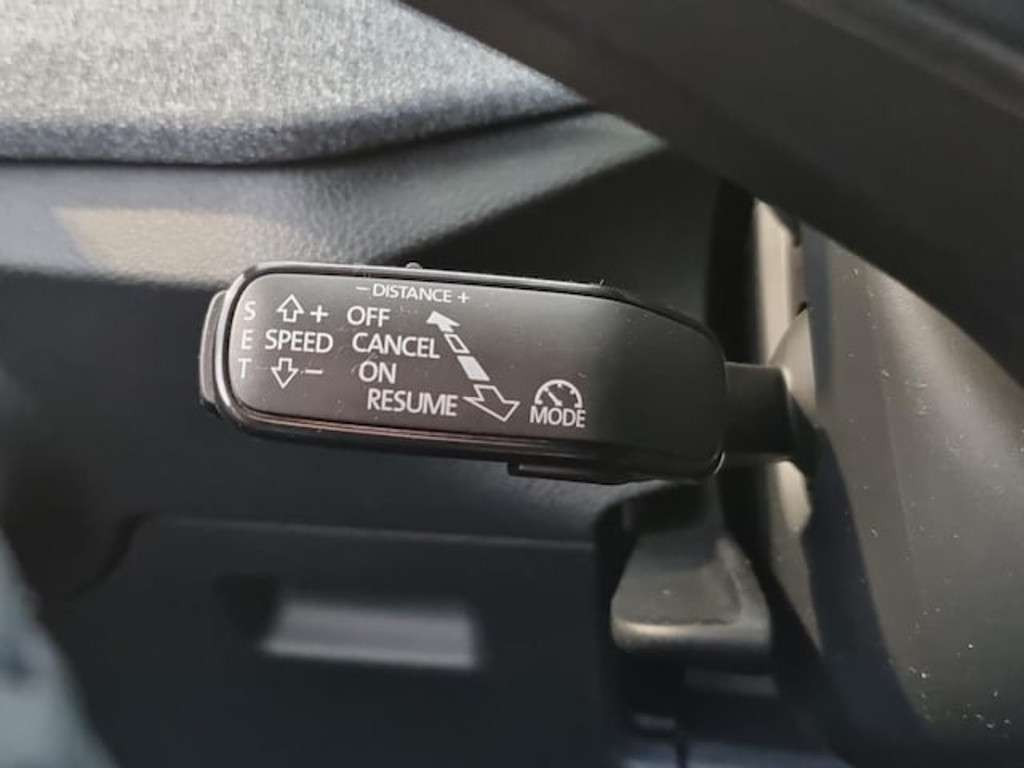 - DISTANCE +
S + OFF
E SPEED CANCEL
T - ON
RESUME
MODE